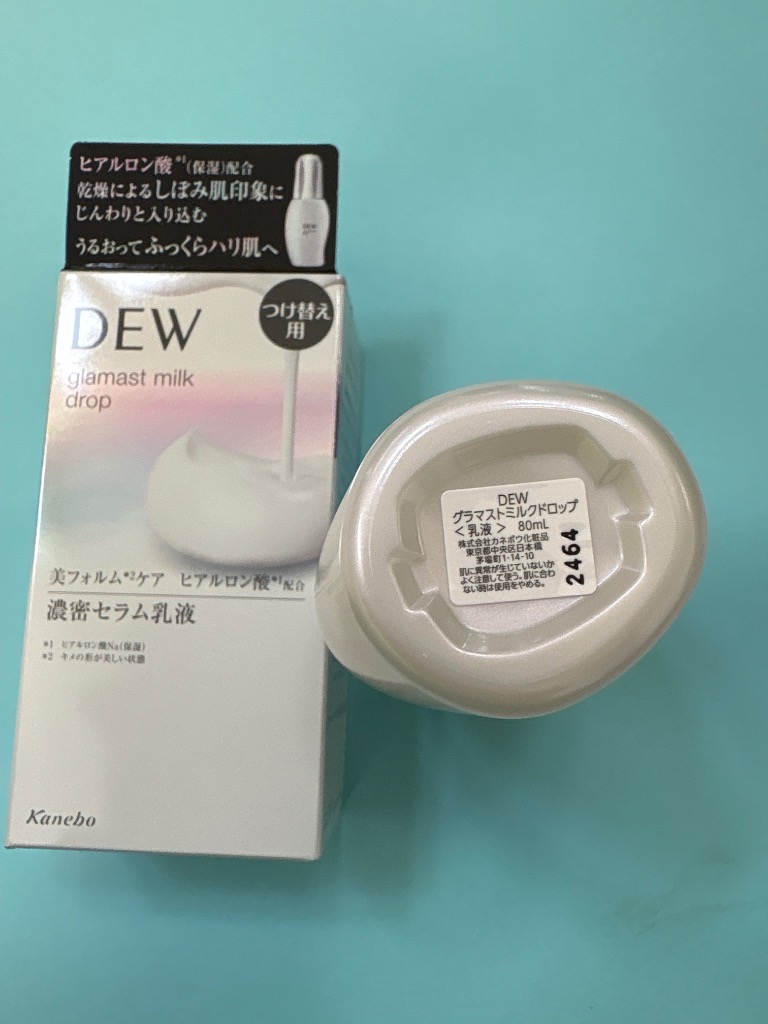 ヒアルロン酸*1(保湿)配合
乾燥によるしぼみ肌印象に
じんわりと入り込む
うるおってふっくらハリ肌へ
DEW
DEW
つけ替え
用
glamast milk
drop
美フォルム*2ケア ヒアルロン酸*1配合
濃密セラム乳液
*1 ヒアルロン酸Na(保湿)
*2 キメの形が美しい状態
Kanebo
DEW
グラマストミルクドロップ
<乳液> 80mL
株式会社カネボウ化粧品
東京都中央区日本橋
茅場町1-14-10
肌に異常が生じていないか
よく注意して使う。肌に合わ
ない時は使用をやめる。
2464